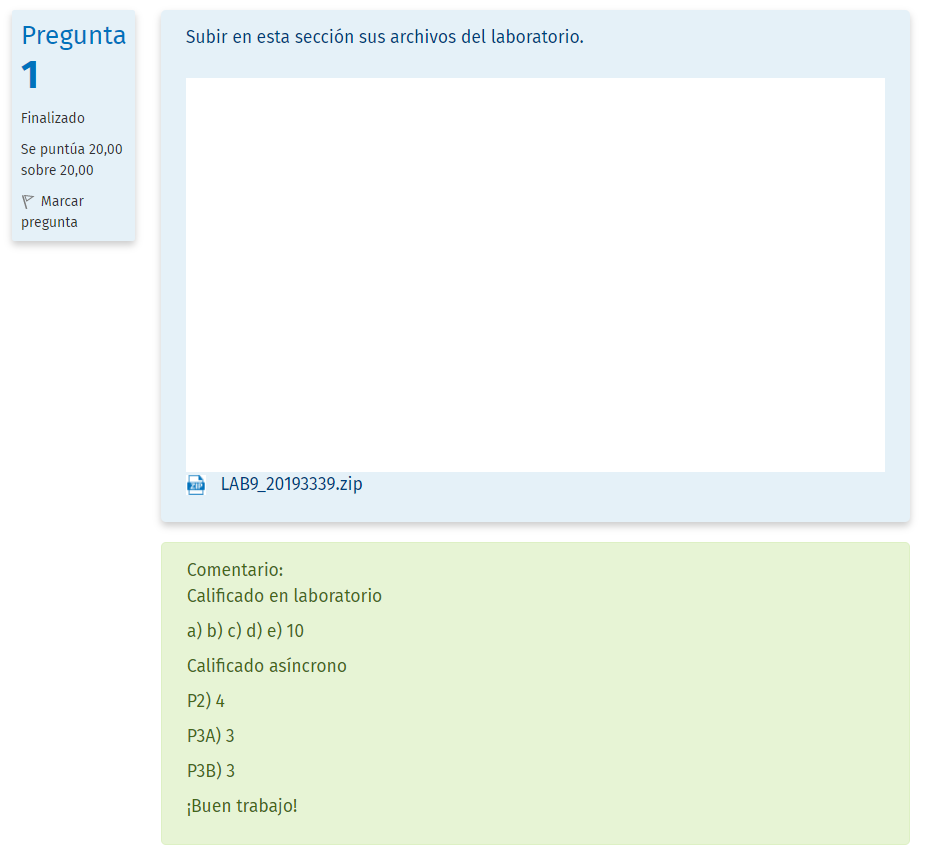 Pregunta
1
Finalizado
Se puntúa 20,00
sobre 20,00
Marcar
pregunta
Subir en esta sección sus archivos del laboratorio.
ZIP
LAB9_20193339.zip
Comentario:
Calificado en laboratorio
a) b) c) d) e) 10
Calificado asíncrono
P2) 4
P3A) 3
P3B) 3
¡Buen trabajo!